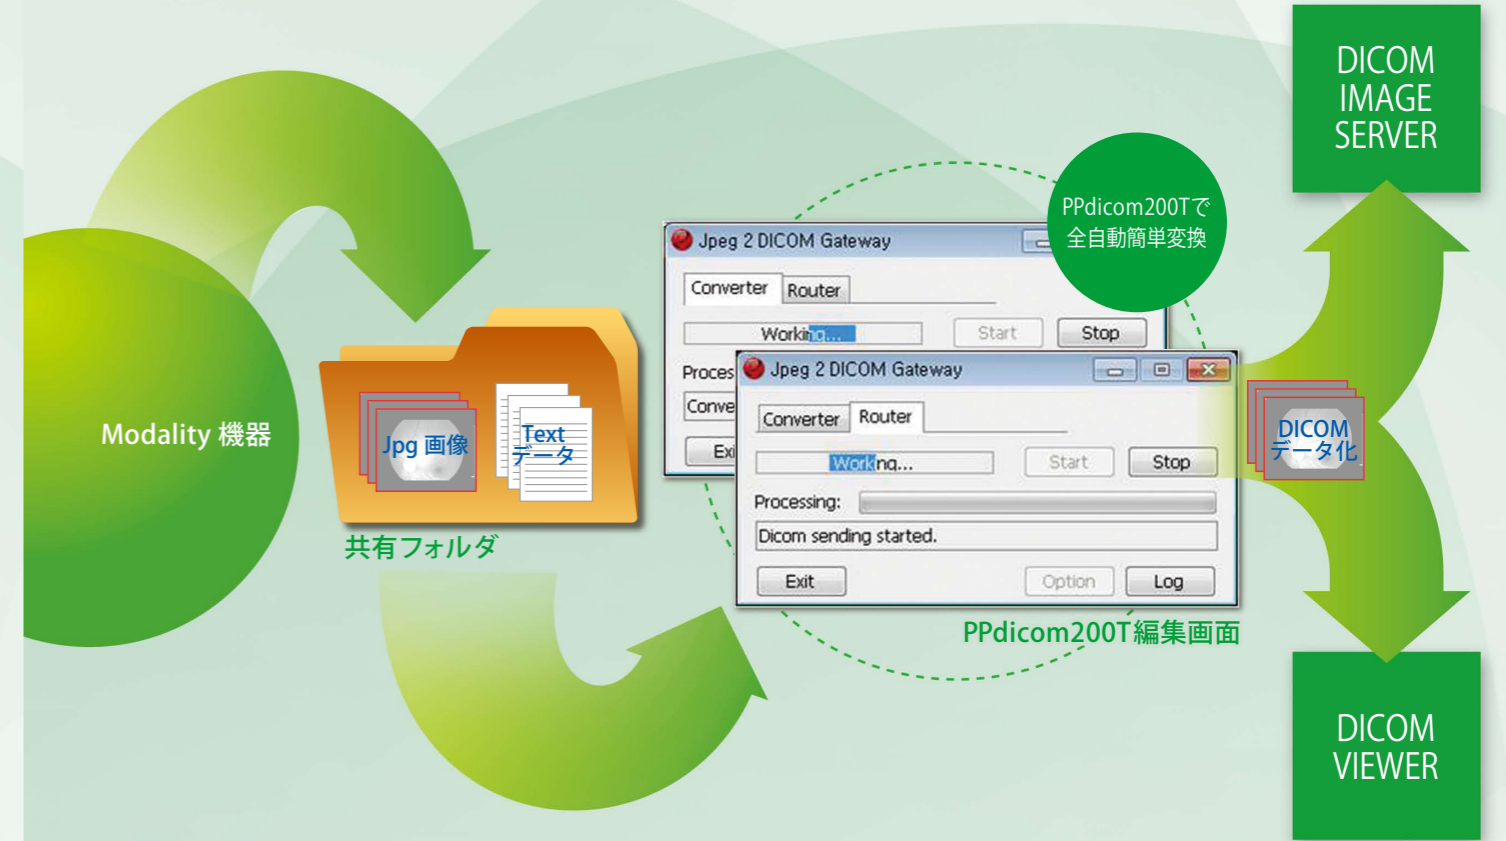 DICOM
IMAGE
SERVER
PPdicom200Tで
全自動簡単変換
Jpeg 2 DICOM Gateway
Converter Router
Working...
Start Stop
Jpeg 2 DICOM Gateway
Converter Router
Workng...
Start Stop
Processing:
Dicom sending started.
Exit
Option Log
Modality 機器
Jpg 画像
Text
データ
共有フォルダ
DICOM
データ化
PPdicom200T編集画面
DICOM
VIEWER